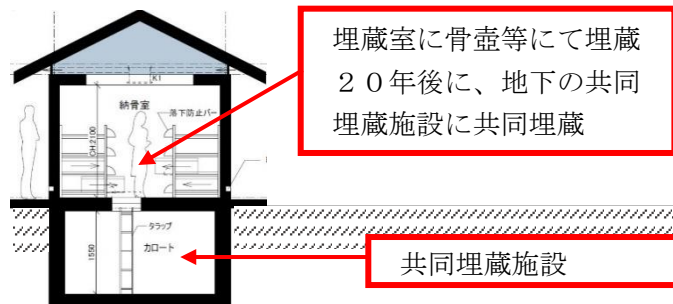 埋蔵室に骨壺等にて埋蔵
２０年後に、地下の共同
埋蔵施設に共同埋蔵
K1
納骨室
落下防止バー
CH:2100
タラップ
カロート
1550
共同埋蔵施設